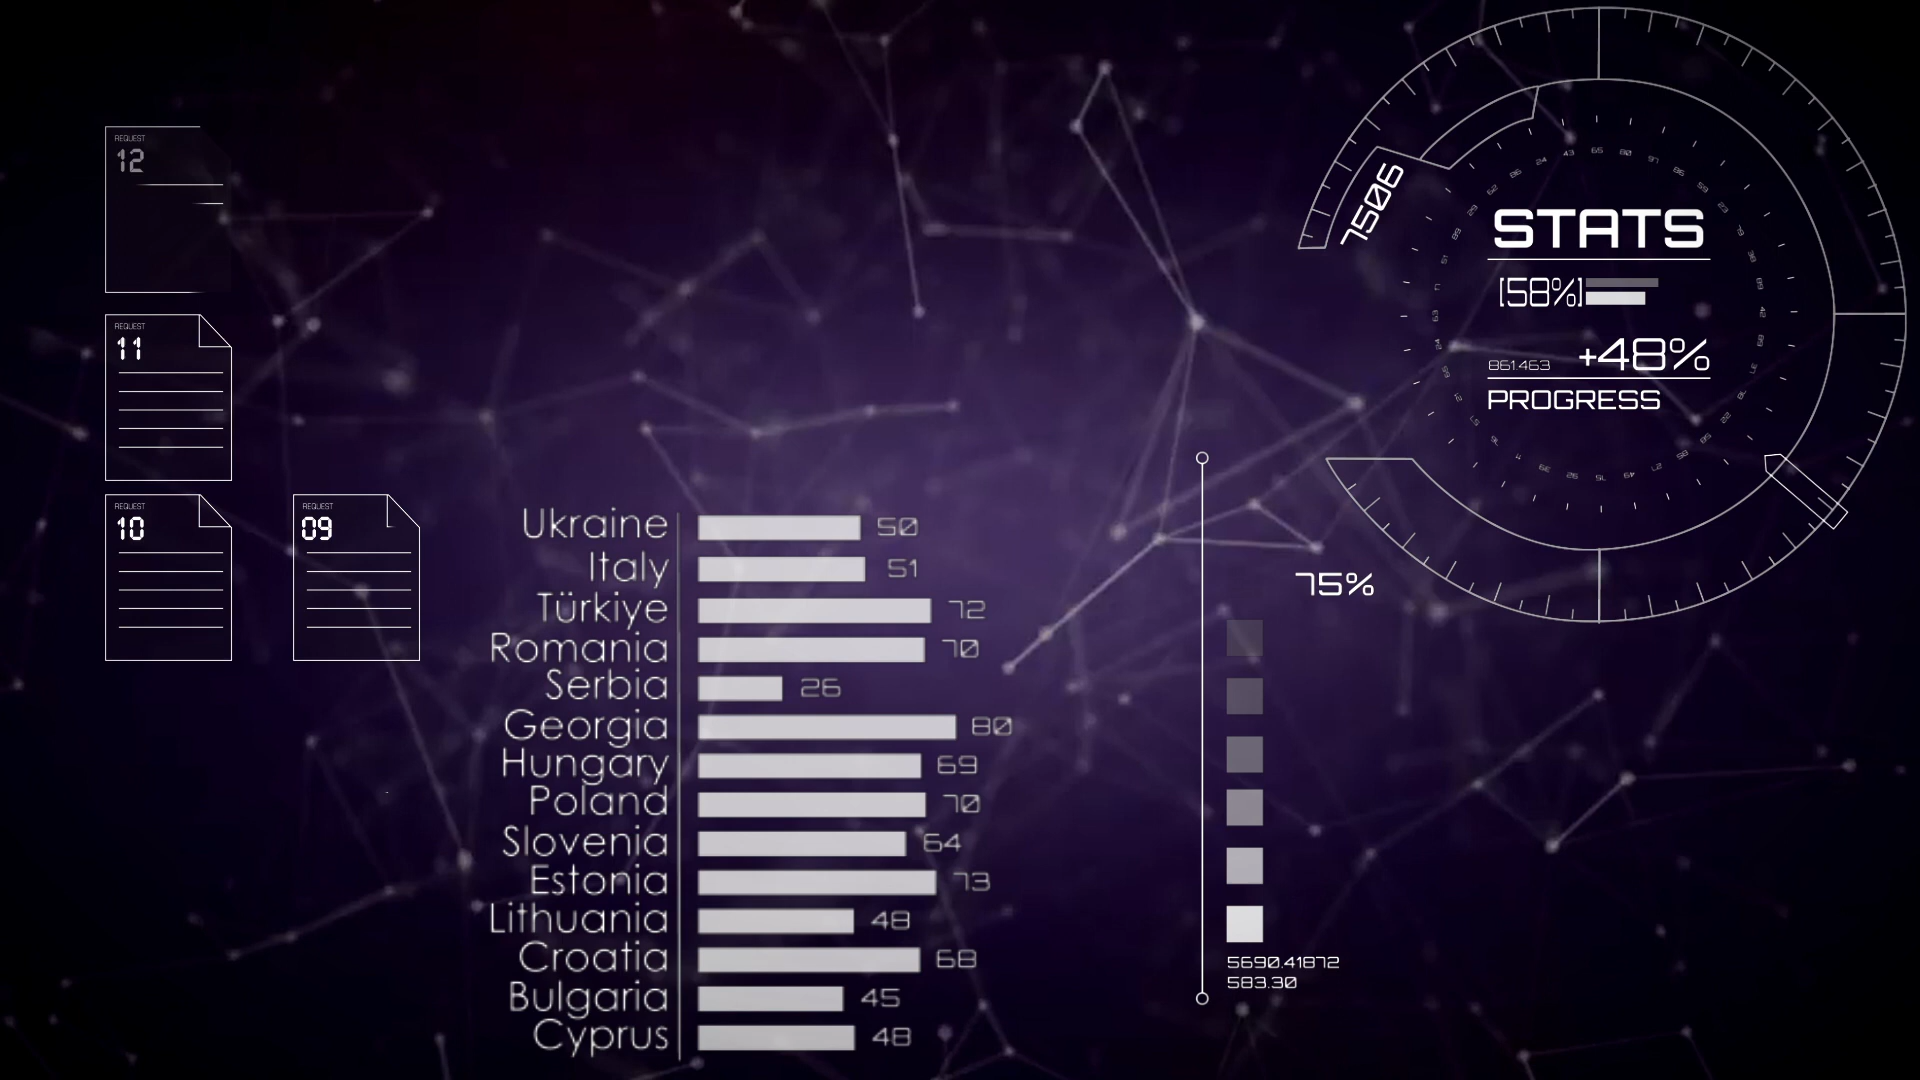 REQUEST
12
REQUEST
11
REQUEST
10
REQUEST
09
Ukraine 50
Italy 51
Türkiye 72
Romania 70
Serbia 26
Georgia 80
Hungary 69
Poland 70
Slovenia 64
Estonia 73
Lithuania 48
Croatia 68
Bulgaria 45
Cyprus 48
7506
STATS
[58%]
861.463 +48%
PROGRESS
75%
5690.41872
583.30